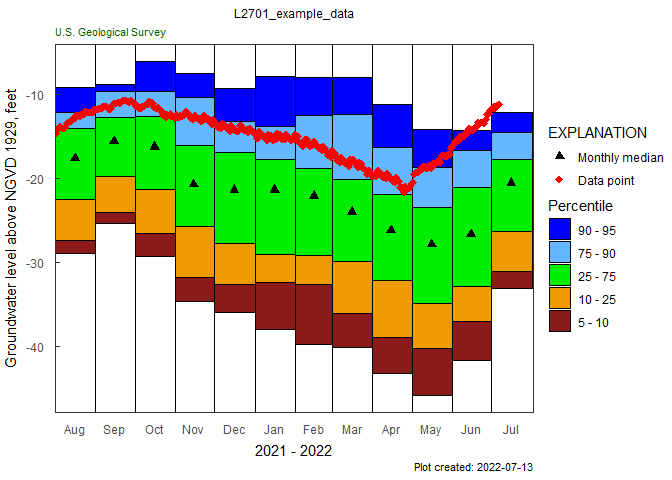 L2701_example_data
U.S. Geological Survey
Groundwater level above NGVD 1929, feet
-10
-20
-30
-40
Aug Sep Oct Nov Dec Jan Feb Mar Apr May Jun Jul
2021 - 2022
Plot created: 2022-07-13
EXPLANATION
Monthly median
Data point
Percentile
90 - 95
75 - 90
25 - 75
10 - 25
5 - 10